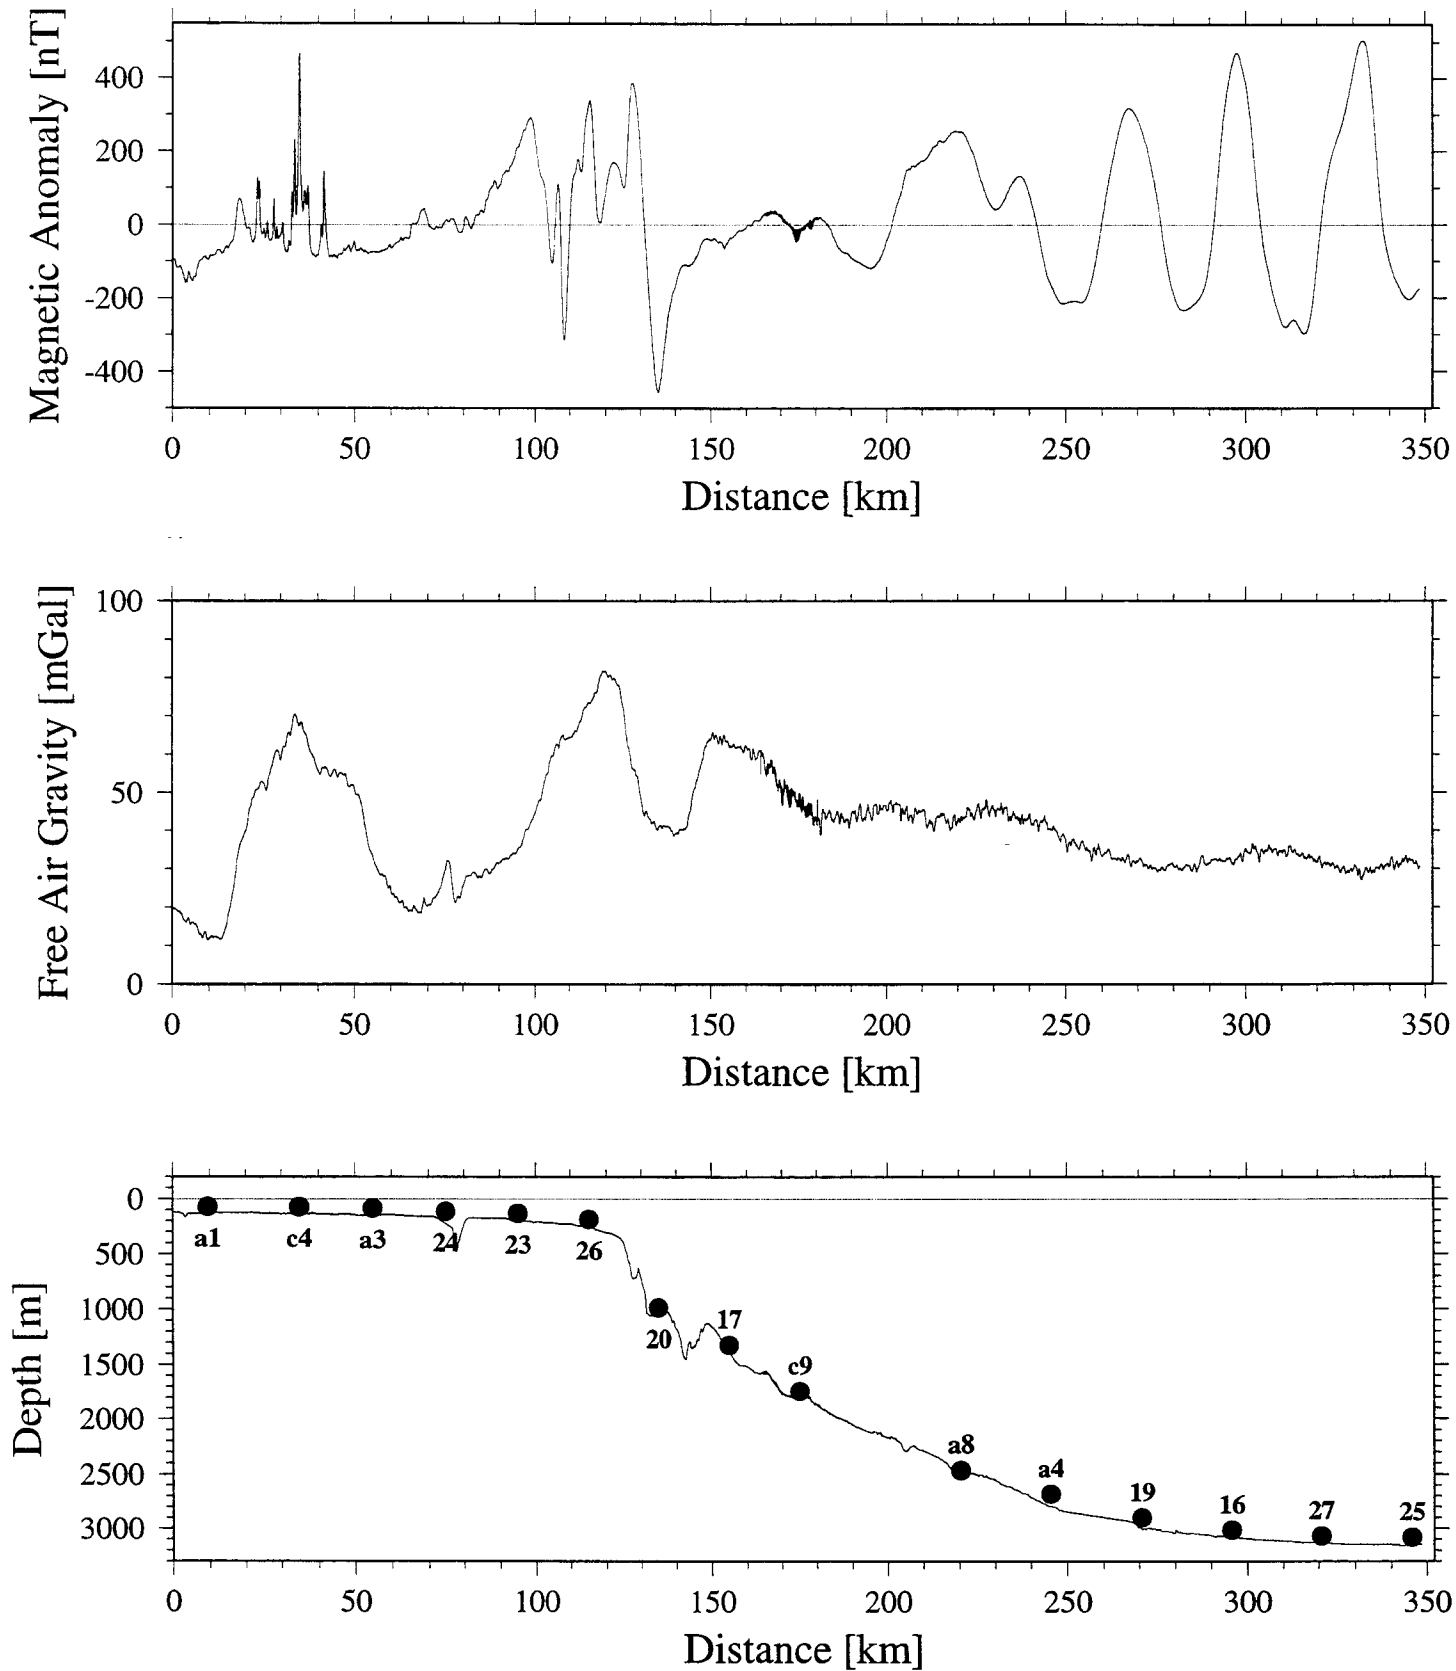 Magnetic Anomaly [nT]
400
200
0
-200
-400
0 50 100 150 200 250 300 350
Distance [km]
Free Air Gravity [mGal]
100
50
0
0 50 100 150 200 250 300 350
Distance [km]
Depth [m]
0
500
1000
1500
2000
2500
3000
a1 c4 a3 24 23 26
20 17 c9 a8 a4 19 16 27 25
0 50 100 150 200 250 300 350
Distance [km]